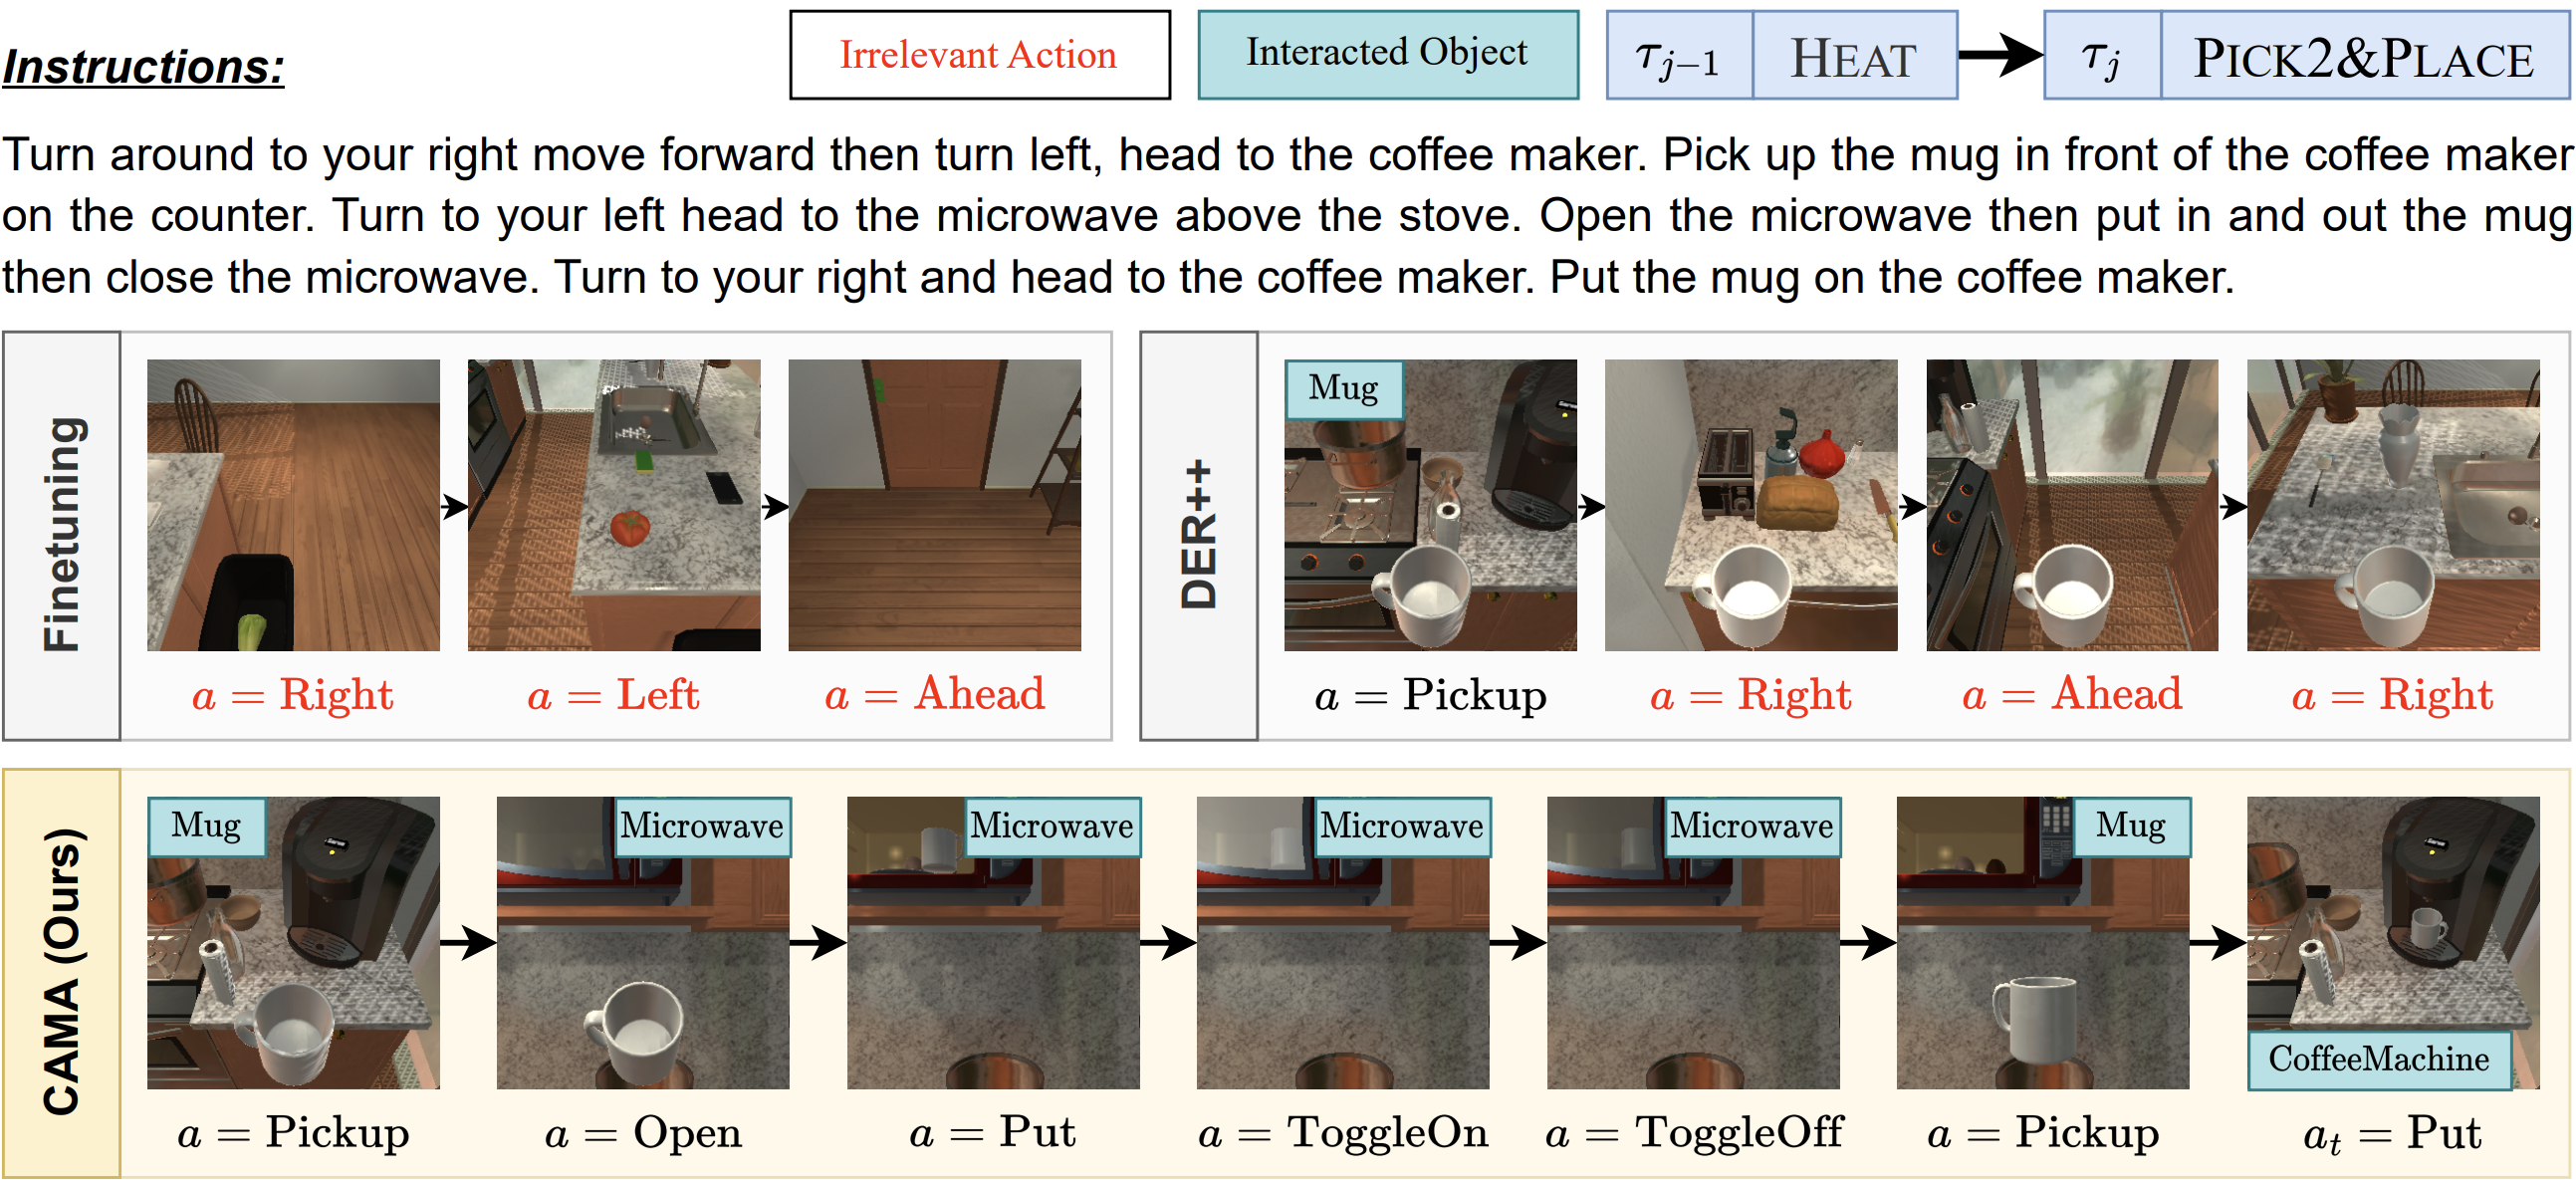 Instructions:
Irrelevant Action
Interacted Object
τj−1 HEAT
τj PICK2&PLACE
Turn around to your right move forward then turn left, head to the coffee maker. Pick up the mug in front of the coffee maker
on the counter. Turn to your left head to the microwave above the stove. Open the microwave then put in and out the mug
then close the microwave. Turn to your right and head to the coffee maker. Put the mug on the coffee maker.
Finetuning
a = Right
a = Left
a = Ahead
DER++
Mug
a = Pickup
a = Right
a = Ahead
a = Right
CAMA (Ours)
Mug
Microwave
Microwave
Microwave
Microwave
Mug
CoffeeMachine
a = Pickup
a = Open
a = Put
a = ToggleOn
a = ToggleOff
a = Pickup
at = Put